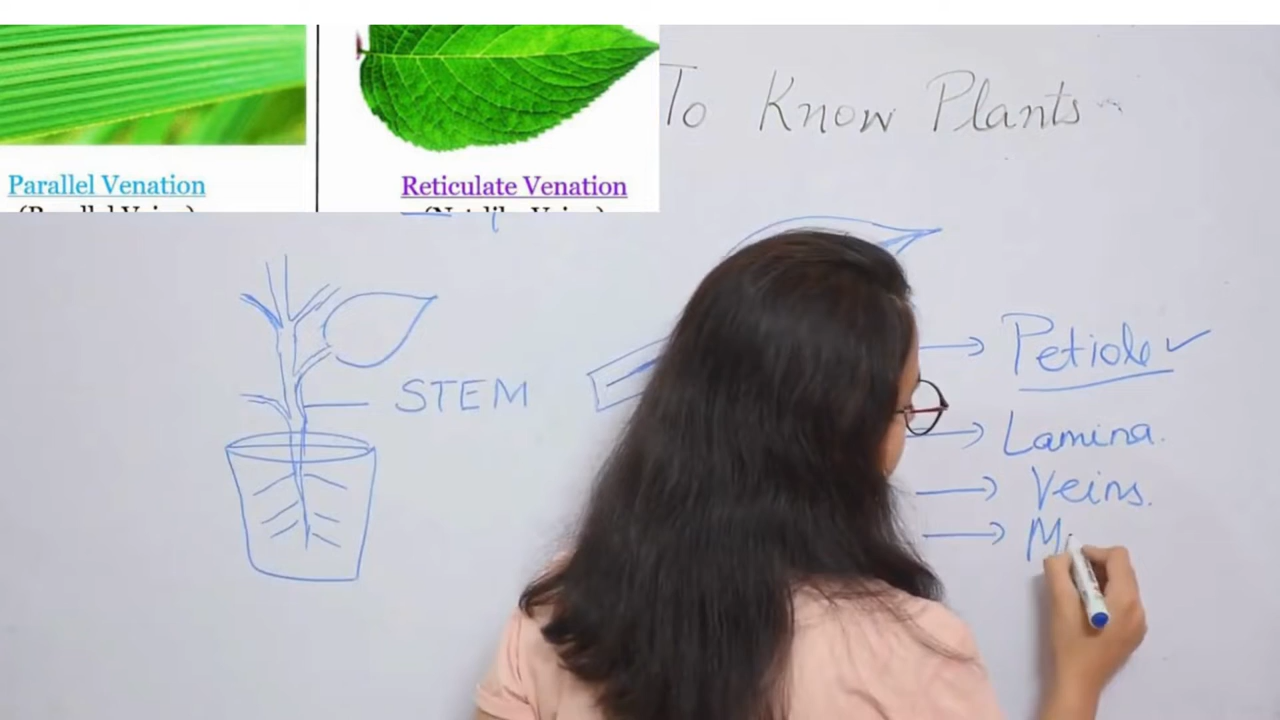 To Know Plants
Parallel Venation
Reticulate Venation
STEM
Petiole ✓
Lamina.
Veins.
M